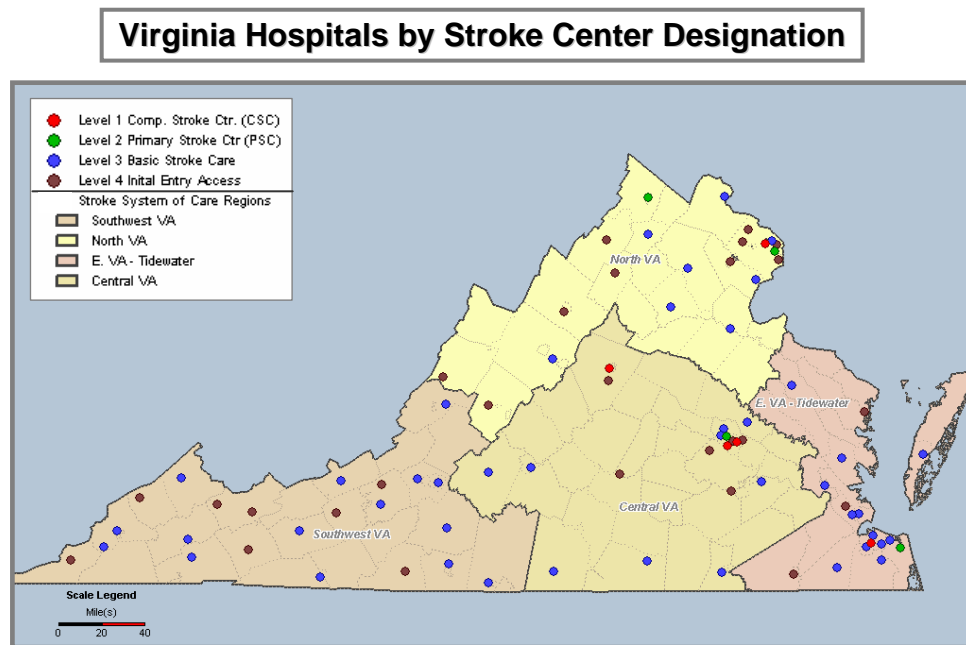 Virginia Hospitals by Stroke Center Designation
Level 1 Comp. Stroke Ctr. (CSC)
Level 2 Primary Stroke Ctr (PSC)
Level 3 Basic Stroke Care
Level 4 Inital Entry Access
Stroke System of Care Regions
Southwest VA
North VA
E. VA - Tidewater
Central VA
North VA
E. VA - Tidewater
Central VA
Southwest VA
Scale Legend
Mile(s)
0 20 40